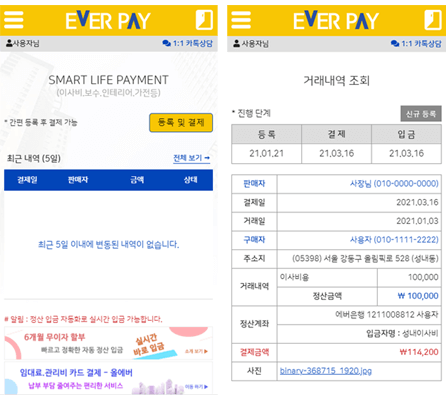 EVER PAY
사용자님
1:1 카톡상담
SMART LIFE PAYMENT
(이사비,보수,인테리어,가전등)
* 간편 등록 후 결제 가능
등록 및 결제
최근 내역 (5일)
전체 보기 →
결제일 판매자 금액 상태
최근 5일 이내에 변동된 내역이 없습니다.
# 알림 : 정산 입금 자동화로 실시간 입금 가능합니다.
6개월 무이자 할부
빠르고 정확한 자동 정산 입금
실시간
바로 입금
소개 보기 ▶
임대료.관리비 카드 결제 - 올에버
납부 부담 줄여주는 편리한 서비스
이동 하기 ▶
EVER PAY
사용자님
1:1 카톡상담
거래내역 조회
* 진행 단계
신규 등록
등 록 결 제 입 금
21.01.21 21.03.16 21.03.16
판매자 사장님 (010-0000-0000)
결제일 2021,03,16
거래일 2021,01,03
구매자 사용자 (010-1111-2222)
주소지 (05398) 서울 강동구 올림픽로 528 (성내동)
거래내역 이사비용 100,000
정산금액 ₩ 100,000
정산계좌 에버은행 1211008812 사용자
입금자명 : 성내이사비
결제금액 ₩114,200
사진 binary-368715_1920.jpg